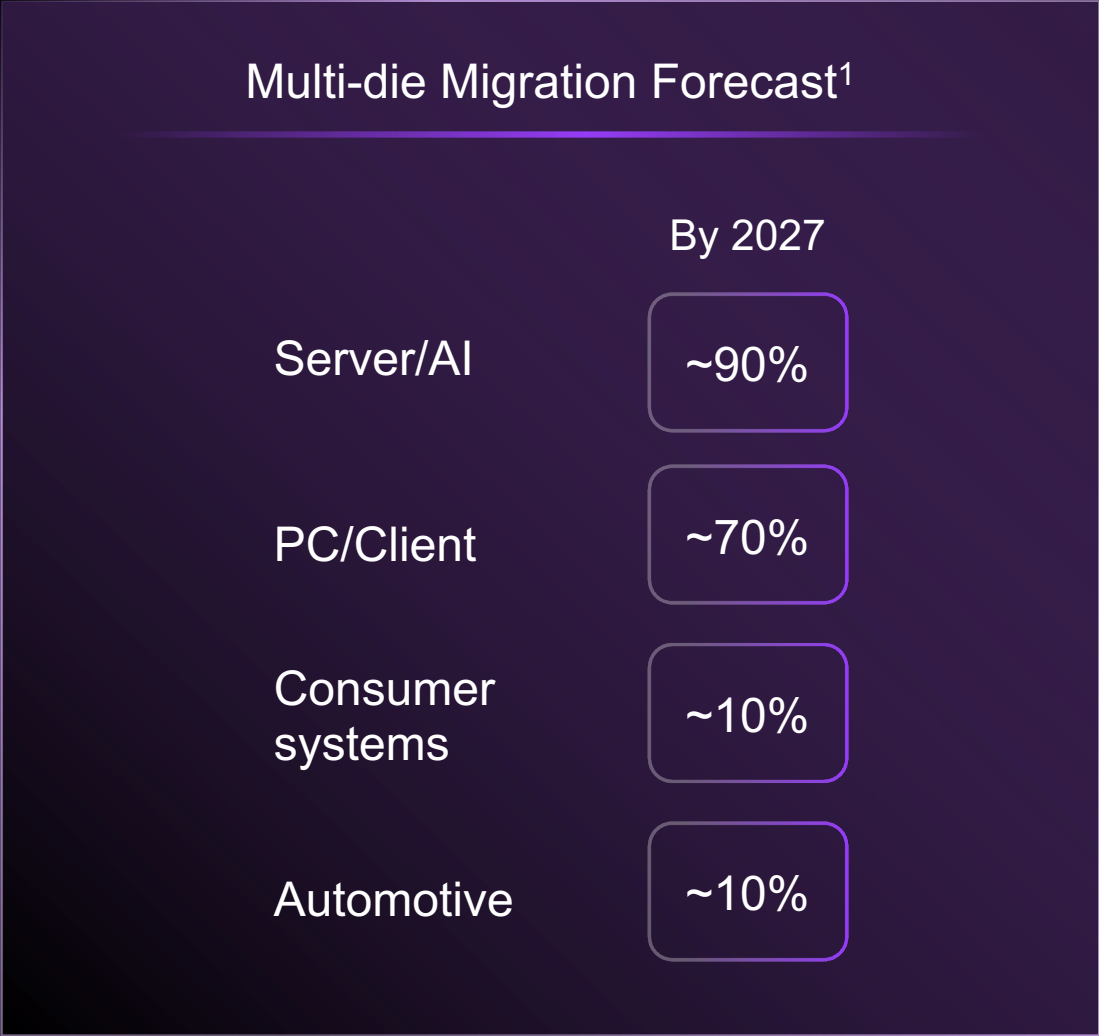 Multi-die Migration Forecast¹
By 2027
Server/AI
~90%
PC/Client
~70%
Consumer
systems
~10%
Automotive
~10%